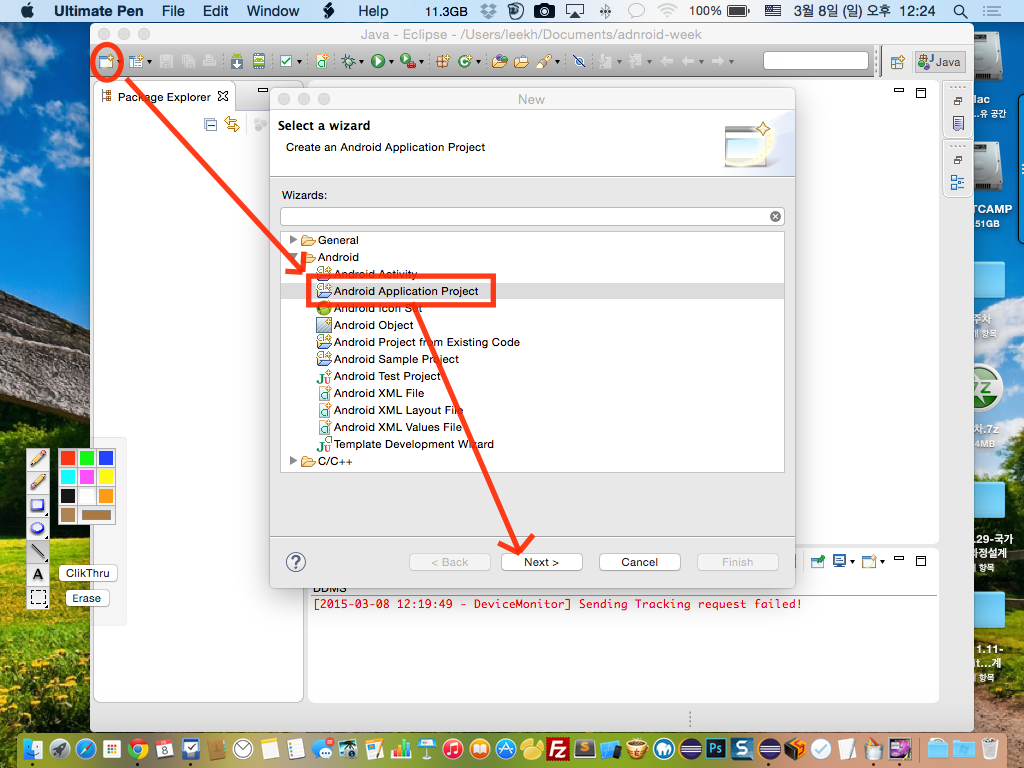 Ultimate Pen File Edit Window Help 11.3GB 100% 3월 8일 (일) 오후 12:24
Java - Eclipse - /Users/leekh/Documents/adnroid-week
Java
Package Explorer
New
Select a wizard
Create an Android Application Project
Wizards:
General
Android
Android Activity
Android Application Project
Android Icon Set
Android Object
Android Project from Existing Code
Android Sample Project
Android Test Project
Android XML File
Android XML Layout File
Android XML Values File
Template Development Wizard
C/C++
< Back Next > Cancel Finish
DDMS
[2015-03-08 12:19:49 - DeviceMonitor] Sending Tracking request failed!
ClikThru
Erase
A
lac
...유 공간
TCAMP
51GB
주차
항목
7z
차.7z
4MB
.29-국가
과정설계
항목
1.11-
it...계
항목